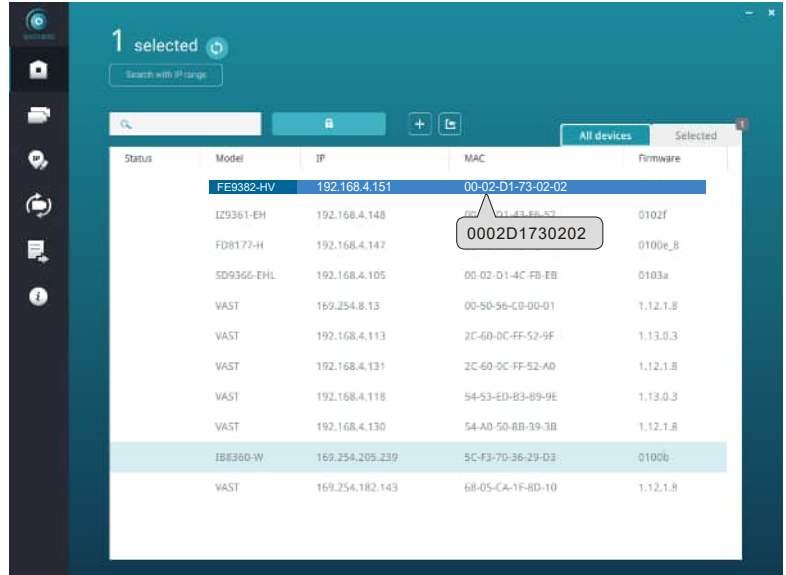 1 selected
Search with IP range
All devices Selected 1
Status Model IP MAC Firmware
FE9382-HV 192.168.4.151 00-02-D1-73-02-02
IZ9361-EH 192.168.4.148 0102f
0002D1730202
FD8177-H 192.168.4.147 0100e_8
SD9366-EHL 192.168.4.105 00-02-D1-4C-FB-EB 0103a
VAST 169.254.8.13 00-50-56-C0-00-01 1.12.1.8
VAST 192.168.4.113 2C-60-0C-FF-52-9F 1.13.0.3
VAST 192.168.4.131 2C-60-0C-FF-52-A0 1.12.1.8
VAST 192.168.4.118 54-53-ED-B3-89-9E 1.13.0.3
VAST 192.168.4.130 54-A0-50-8B-39-3B 1.12.1.8
IB8360-W 169.254.205.239 5C-F3-70-36-29-D3 0100b
VAST 169.254.182.143 68-05-CA-1F-8D-10 1.12.1.8